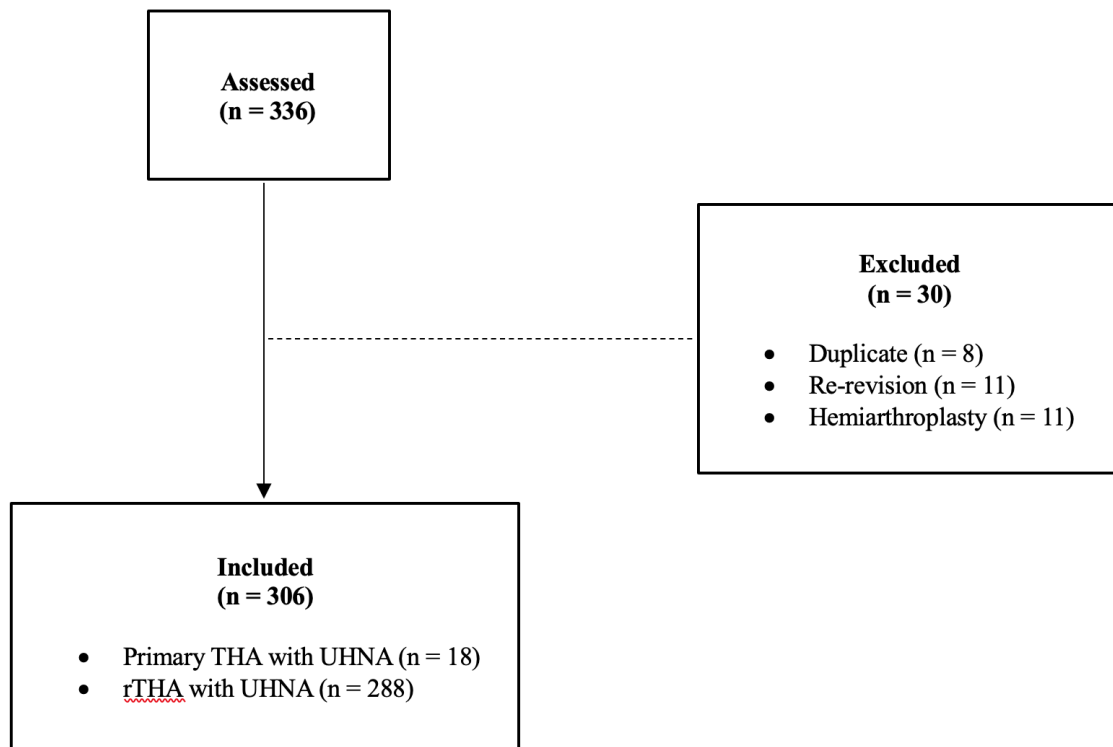 Assessed
(n = 336)
Excluded
(n = 30)
• Duplicate (n = 8)
• Re-revision (n = 11)
• Hemiarthroplasty (n = 11)
Included
(n = 306)
• Primary THA with UHNA (n = 18)
• rTHA with UHNA (n = 288)